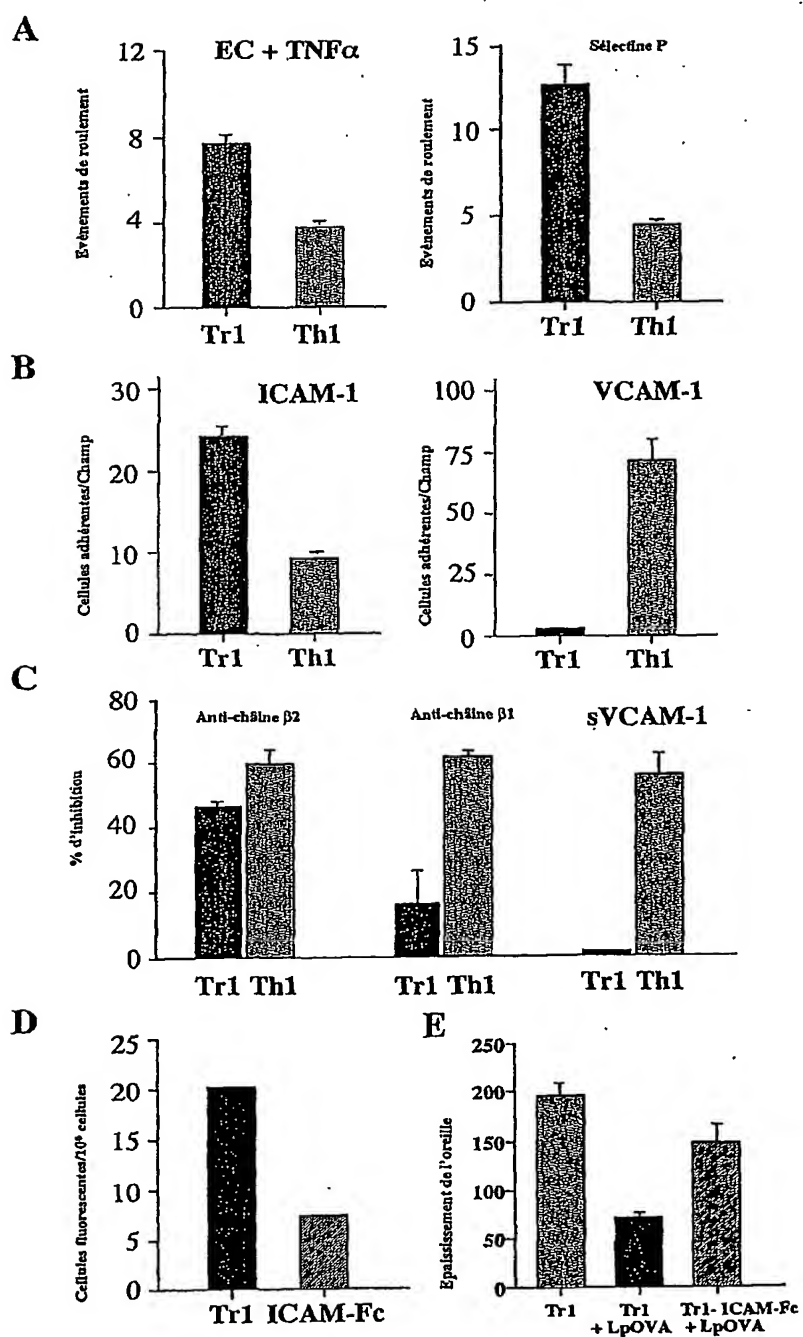 A
EC + TNFα
Evènements de roulement
12
8
4
0
Tr1 Th1
Sélectine P
Evènements de roulement
15
10
5
0
Tr1 Th1
B
ICAM-1
Cellules adhérentes/Champ
30
20
10
0
Tr1 Th1
VCAM-1
Cellules adhérentes/Champ
100
75
50
25
0
Tr1 Th1
C
Anti-chaîne β2
Anti-chaîne β1
sVCAM-1
% d'inhibition
60
40
20
0
Tr1 Th1
Tr1 Th1
Tr1 Th1
D
Cellules fluorescentes/10⁶ cellules
25
20
15
10
5
0
Tr1 ICAM-Fc
E
Epaississement de l'oreille
250
200
150
100
50
0
Tr1
Tr1
+ LpOVA
Tr1- ICAM-Fc
+ LpOVA